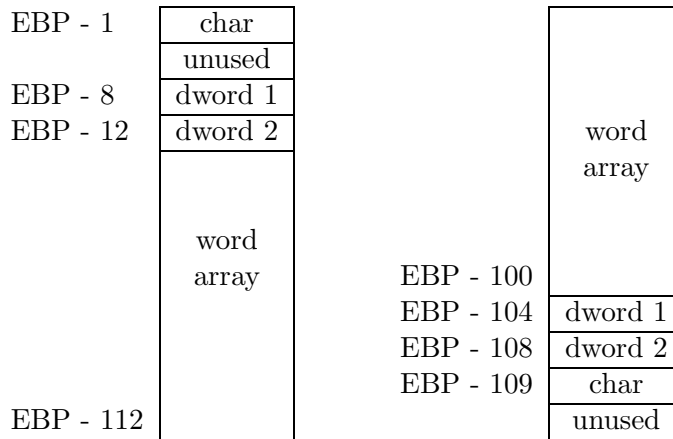 EBP - 1 char
unused
EBP - 8 dword 1
EBP - 12 dword 2
word
array
EBP - 112
word
array
EBP - 100
EBP - 104 dword 1
EBP - 108 dword 2
EBP - 109 char
unused